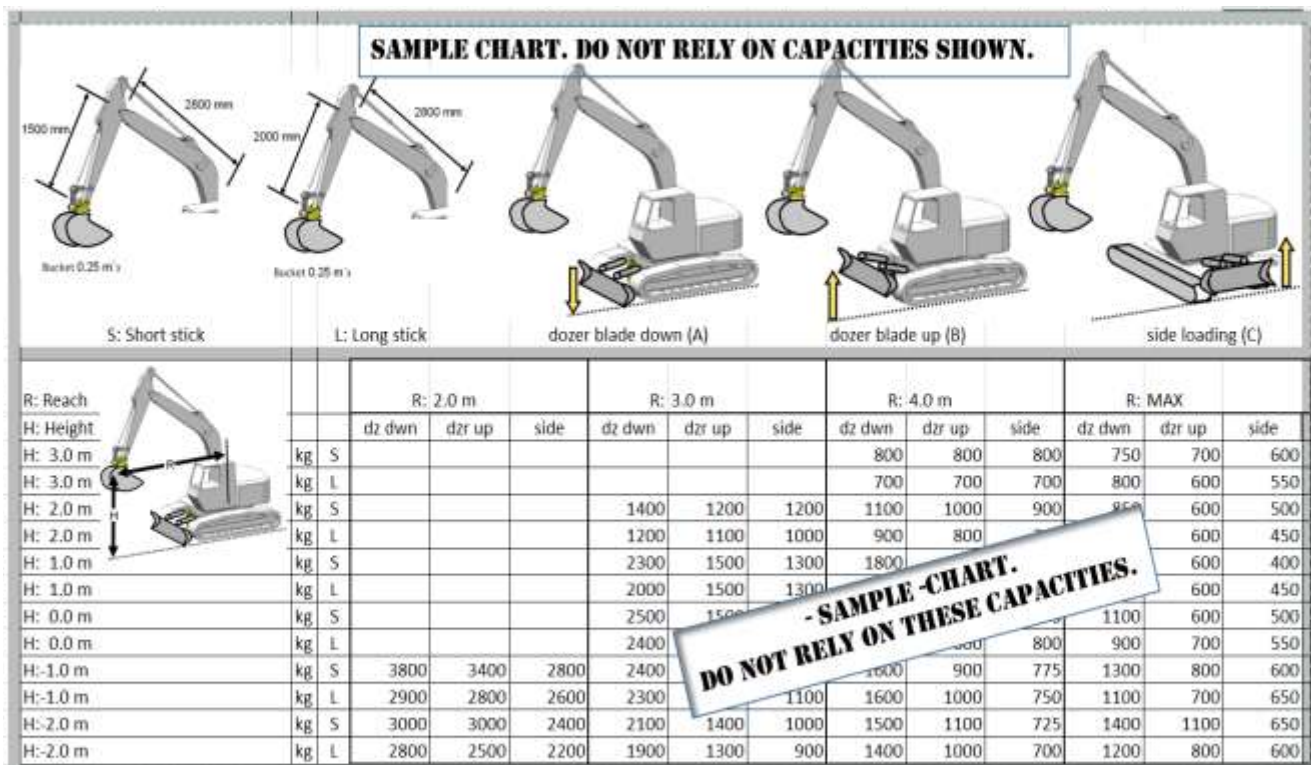 SAMPLE CHART. DO NOT RELY ON CAPACITIES SHOWN.
1500 mm
2800 mm
2000 mm
2800 mm
Bucket 0.25 m³
Bucket 0.25 m³
S: Short stick
L: Long stick
dozer blade down (A)
dozer blade up (B)
side loading (C)
R: Reach R: 2.0 m R: 3.0 m R: 4.0 m R: MAX
H: Height dz dwn dzr up side dz dwn dzr up side dz dwn dzr up side dz dwn dzr up side
H: 3.0 m kg S 800 800 800 750 700 600
H: 3.0 m kg L 700 700 700 800 600 550
H: 2.0 m kg S 1400 1200 1200 1100 1000 900 600 500
H: 2.0 m kg L 1200 1100 1000 900 800 600 450
H: 1.0 m kg S 2300 1500 1300 1800 600 400
H: 1.0 m kg L 2000 1500 1300 600 450
H: 0.0 m kg S 2500 1100 600 500
H: 0.0 m kg L 2400 800 900 700 550
H:-1.0 m kg S 3800 3400 2800 2400 1600 900 775 1300 800 600
H:-1.0 m kg L 2900 2800 2600 2300 1100 1600 1000 750 1100 700 650
H:-2.0 m kg S 3000 3000 2400 2100 1400 1000 1500 1100 725 1400 1100 650
H:-2.0 m kg L 2800 2500 2200 1900 1300 900 1400 1000 700 1200 800 600
R
H
- SAMPLE -CHART.
DO NOT RELY ON THESE CAPACITIES.